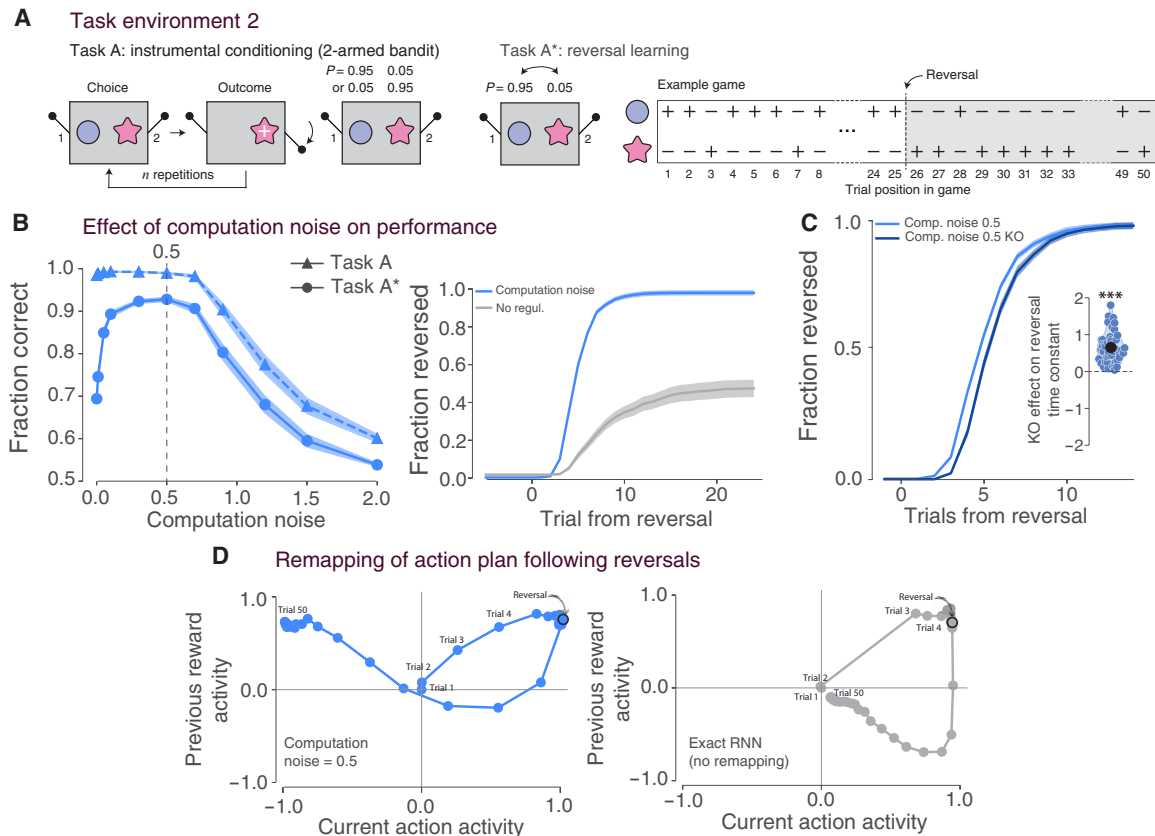 A
Task environment 2
Task A: instrumental conditioning (2-armed bandit)
Choice
Outcome
P = 0.95 0.05
or 0.05 0.95
1
2
+
1
2
n repetitions
Task A*: reversal learning
P = 0.95 0.05
1
2
Example game
Reversal
+ + − + + + − + + + − − + − − − − − + −
− − + − − − + − ... − − + + − + + + + + − +
1 2 3 4 5 6 7 8 24 25 26 27 28 29 30 31 32 33 49 50
Trial position in game
B
Effect of computation noise on performance
0.5
Task A
Task A*
1.0
0.9
0.8
0.7
0.6
0.5
Fraction correct
0.0 0.5 1.0 1.5 2.0
Computation noise
Computation noise
No regul.
1.0
0.8
0.6
0.4
0.2
0.0
Fraction reversed
0 10 20
Trial from reversal
C
Comp. noise 0.5
Comp. noise 0.5 KO
1.0
0.5
0.0
Fraction reversed
0 5 10
Trials from reversal
KO effect on reversal
time constant
***
2
1
0
−1
−2
D
Remapping of action plan following reversals
1.0
0.0
−1.0
Previous reward
activity
Trial 50
Reversal
Trial 4
Trial 3
Trial 2
Trial 1
Computation
noise = 0.5
−1.0 0.0 1.0
Current action activity
1.0
0.0
−1.0
Previous reward
activity
Reversal
Trial 3
Trial 4
Trial 2
Trial 1
Trial 50
Exact RNN
(no remapping)
−1.0 0.0 1.0
Current action activity